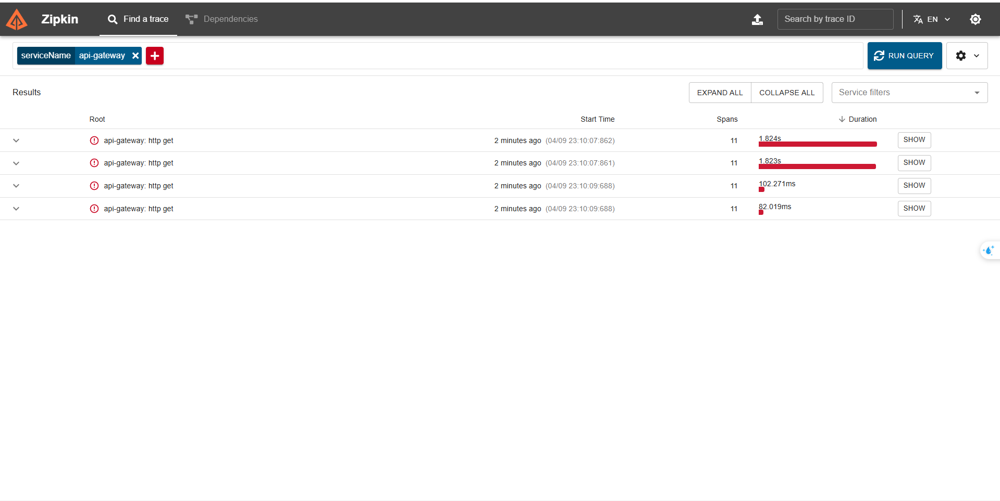 Zipkin Find a trace Dependencies Search by trace ID EN
serviceName api-gateway RUN QUERY
Results EXPAND ALL COLLAPSE ALL Service filters
Root Start Time Spans Duration
api-gateway: http get 2 minutes ago (04/09 23:10:07:862) 11 1.824s SHOW
api-gateway: http get 2 minutes ago (04/09 23:10:07:861) 11 1.823s SHOW
api-gateway: http get 2 minutes ago (04/09 23:10:09:688) 11 102.271ms SHOW
api-gateway: http get 2 minutes ago (04/09 23:10:09:688) 11 82.019ms SHOW